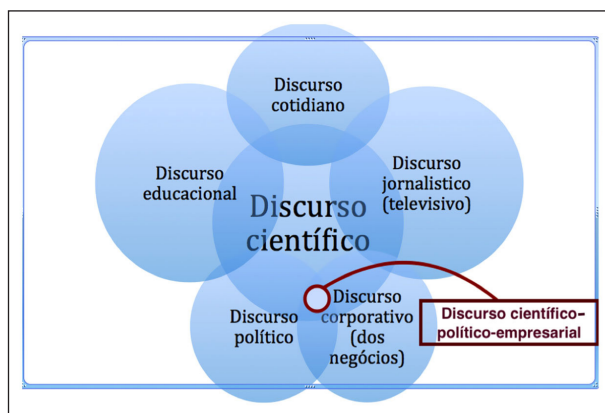 Discurso
cotidiano
Discurso
educacional
Discurso
jornalistico
(televisivo)
Discurso
científico
Discurso
político
Discurso
corporativo
(dos
negócios)
Discurso científico-
político-empresarial